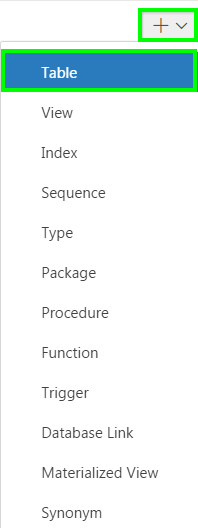 Table
View
Index
Sequence
Type
Package
Procedure
Function
Trigger
Database Link
Materialized View
Synonym